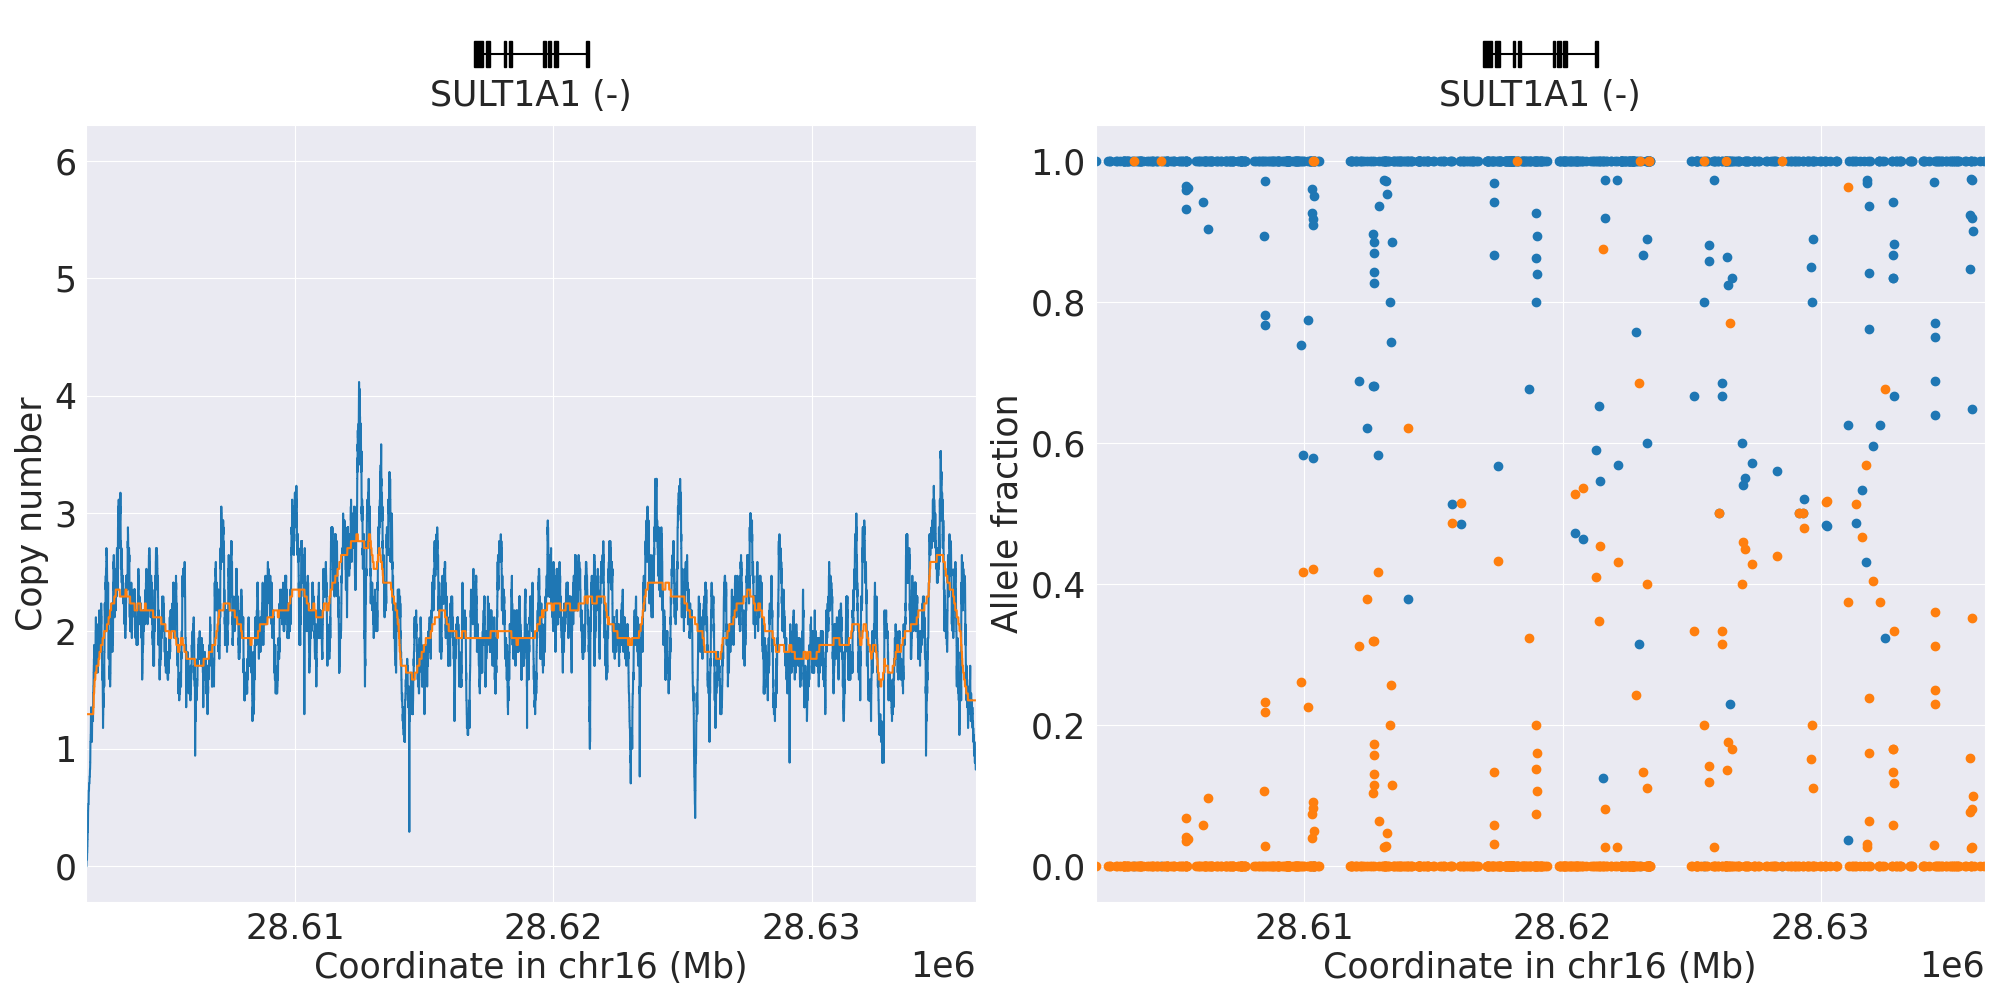 SULT1A1 (-)
6
5
4
3
2
1
0
Copy number
28.61
28.62
28.63
Coordinate in chr16 (Mb)
1e6
SULT1A1 (-)
1.0
0.8
0.6
0.4
0.2
0.0
Allele fraction
28.61
28.62
28.63
Coordinate in chr16 (Mb)
1e6